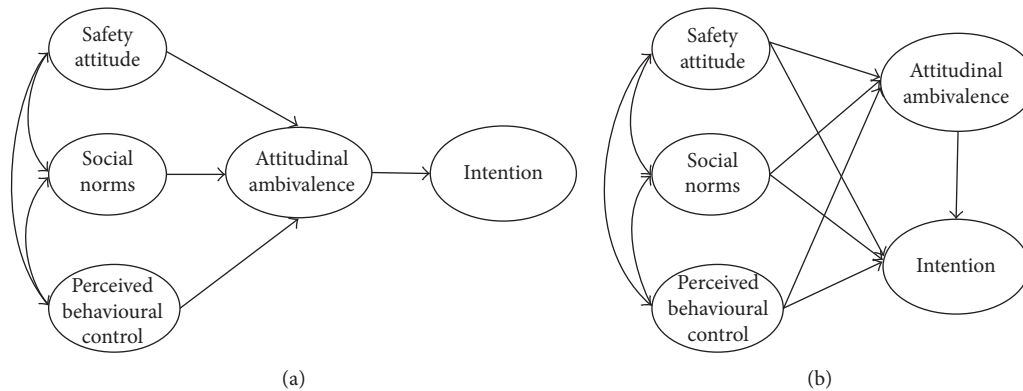 Safety
attitude
Social
norms
Perceived
behavioural
control
Attitudinal
ambivalence
Intention
(a)
Safety
attitude
Social
norms
Perceived
behavioural
control
Attitudinal
ambivalence
Intention
(b)